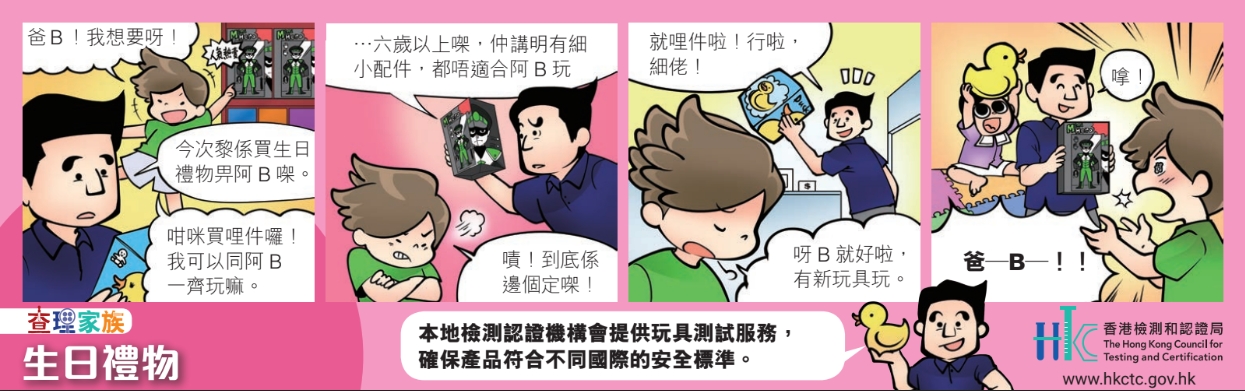 爸B！我想要呀！
人氣動畫
今次黎係買生日
禮物畀阿B㗎。
咁咪買哩件囉！
我可以同阿B
一齊玩嘛。
…六歲以上㗎，仲講明有細
小配件，都唔適合阿B玩
嘖！到底係
邊個定㗎！
就哩件啦！行啦，
細佬！
Duck
呀B就好啦，
有新玩具玩。
嗱！
爸─B─！！
查理家族
生日禮物
本地檢測認證機構會提供玩具測試服務，
確保產品符合不同國際的安全標準。
HKTC
香港檢測和認證局
The Hong Kong Council for
Testing and Certification
www.hkctc.gov.hk